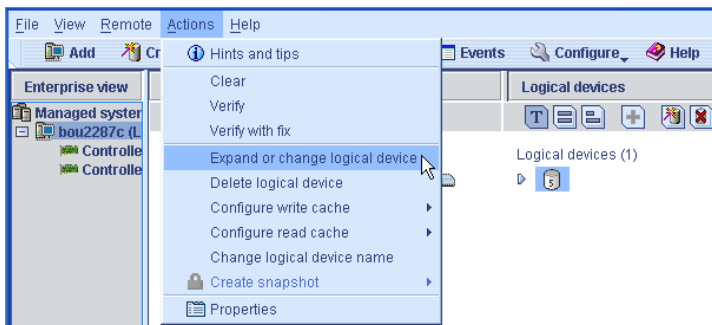 File View Remote Actions Help
Add Cr Events Configure Help
Enterprise view
Logical devices
Managed syster
bou2287c (L
Controlle
Controlle
Hints and tips
Clear
Verify
Verify with fix
Expand or change logical device
Delete logical device
Configure write cache
Configure read cache
Change logical device name
Create snapshot
Properties
T
Logical devices (1)
5